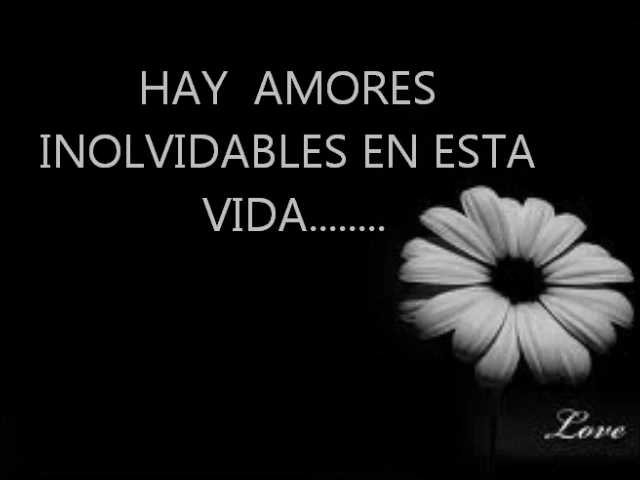 HAY  AMORES
INOLVIDABLES EN ESTA
VIDA........
Love